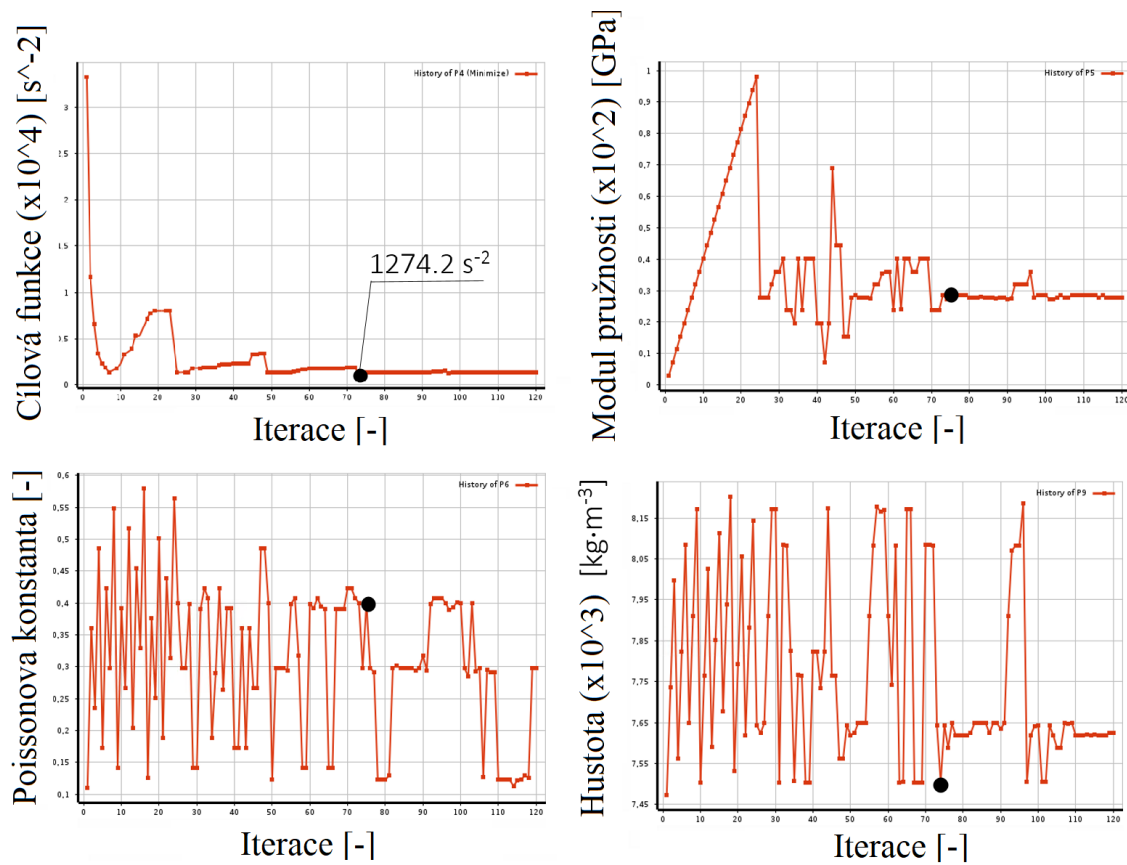 Cílová funkce (x10^4) [s^-2]
History of P4 (Minimize)
3
2,5
2
1,5
1
0,5
0
1274.2 s-2
0 10 20 30 40 50 60 70 80 90 100 110 120
Iterace [-]
Modul pružnosti (x10^2) [GPa]
History of P5
1
0,9
0,8
0,7
0,6
0,5
0,4
0,3
0,2
0,1
0
0 10 20 30 40 50 60 70 80 90 100 110 120
Iterace [-]
Poissonova konstanta [-]
History of P6
0,6
0,55
0,5
0,45
0,4
0,35
0,3
0,25
0,2
0,15
0,1
0 10 20 30 40 50 60 70 80 90 100 110 120
Iterace [-]
Hustota (x10^3) [kg·m-3]
History of P9
8,15
8,05
7,95
7,85
7,75
7,65
7,55
7,45
0 10 20 30 40 50 60 70 80 90 100 110 120
Iterace [-]